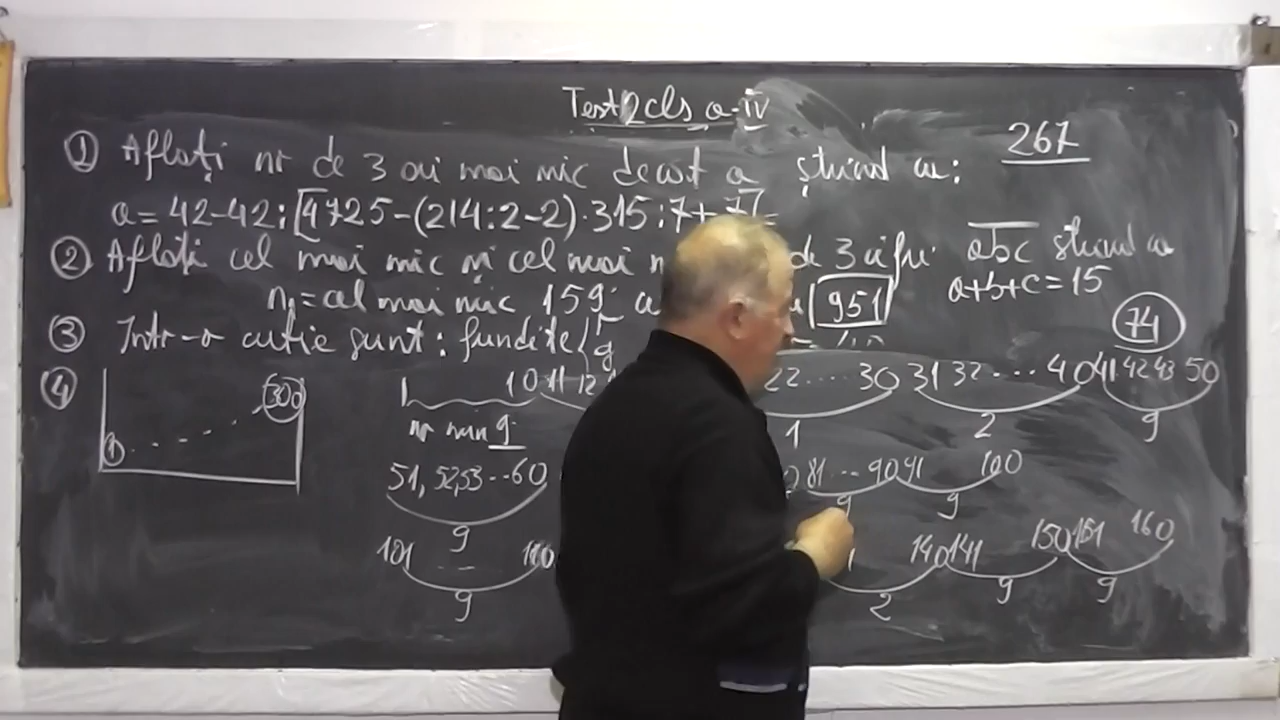 Test 2 cls a-IV
267
① Aflați nr de 3 ori mai mic decât a știind că:
a = 42-42:[4725-(214:2-2)·315:7+7]=
② Aflați cel mai mic și cel mai de 3 cifre abc știind că
a+b+c=15
n₁=cel mai mic 159 951
③ Într-o cutie sunt: fundițe
74
④ 1 300
1 10 11 12 22....30 31 32....40 41 42 43 50
nr num 9 1 2 9
51, 52, 53...60 81...90 91 100
9 9 9
101 ... 110 140 141 150 151 160
9 2 9 9